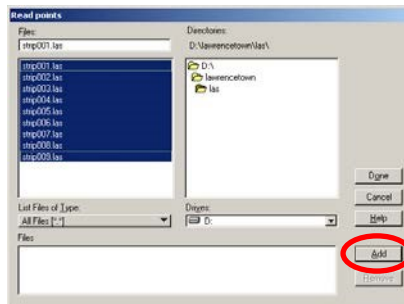 Read points
Files:
strip001.las
strip001.las
strip002.las
strip003.las
strip004.las
strip005.las
strip006.las
strip007.las
strip008.las
strip009.las
List Files of Type:
All Files [*.*]
Directories:
D:\lawrencetown\las\
D:\
lawrencetown
las
Drives:
D:
Done
Cancel
Help
Files
Add
Remove